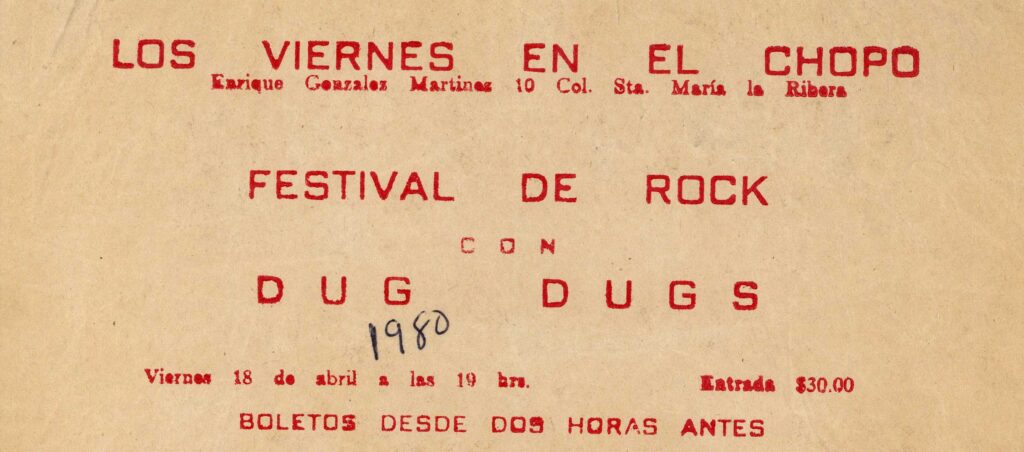 LOS VIERNES EN EL CHOPO
Enrique Gonzalez Martinez 10 Col. Sta. María la Ribera
FESTIVAL DE ROCK
CON
DUG DUGS
1980
Viernes 18 de abril a las 19 hrs. Entrada $30.00
BOLETOS DESDE DOS HORAS ANTES